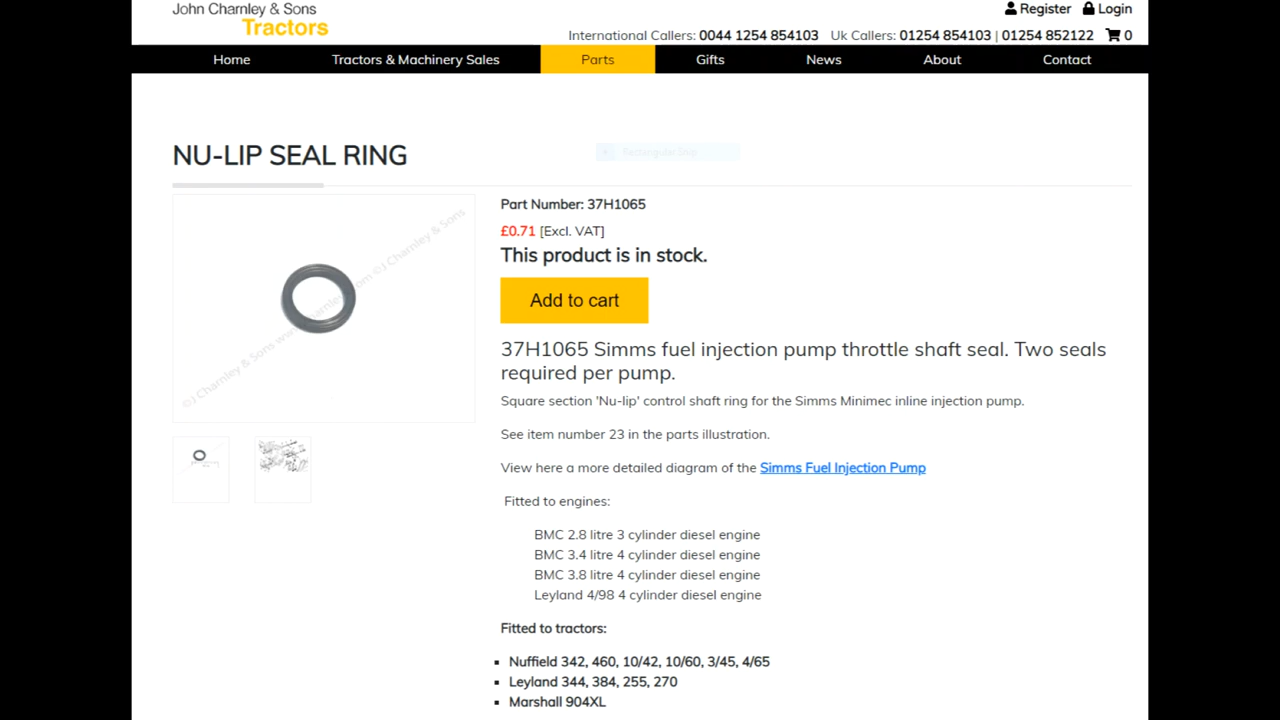 John Charnley & Sons
Tractors
Register Login
International Callers: 0044 1254 854103 Uk Callers: 01254 854103 | 01254 852122 0
Home Tractors & Machinery Sales Parts Gifts News About Contact
NU-LIP SEAL RING
Part Number: 37H1065
£0.71 [Excl. VAT]
This product is in stock.
Add to cart
© J Charnley & Sons www. om © J Charnley & Sons
37H1065 Simms fuel injection pump throttle shaft seal. Two seals
required per pump.
Square section 'Nu-lip' control shaft ring for the Simms Minimec inline injection pump.
See item number 23 in the parts illustration.
View here a more detailed diagram of the Simms Fuel Injection Pump
Fitted to engines:
BMC 2.8 litre 3 cylinder diesel engine
BMC 3.4 litre 4 cylinder diesel engine
BMC 3.8 litre 4 cylinder diesel engine
Leyland 4/98 4 cylinder diesel engine
Fitted to tractors:
Nuffield 342, 460, 10/42, 10/60, 3/45, 4/65
Leyland 344, 384, 255, 270
Marshall 904XL